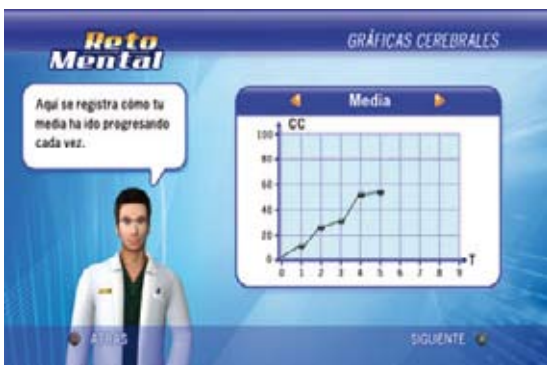 Reto
Mental
GRÁFICAS CEREBRALES
Aquí se registra cómo tu
media ha ido progresando
cada vez.
Media
CC
100
80
60
40
20
0
T
0 1 2 3 4 5 6 7 8 9
ATRÁS
SIGUIENTE